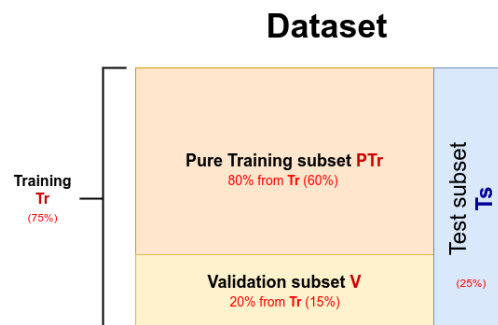 Dataset
Training
Tr
(75%)
Pure Training subset PTr
80% from Tr (60%)
Validation subset V
20% from Tr (15%)
Test subset
Ts
(25%)